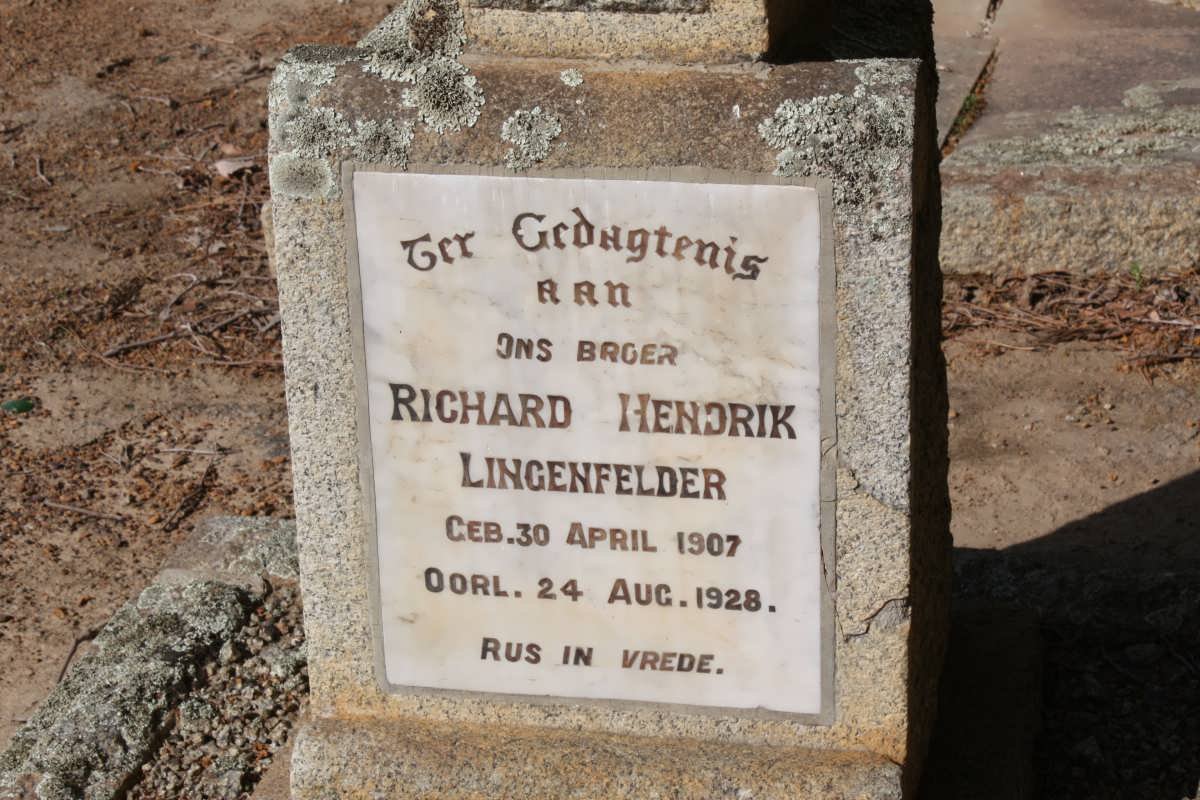 Ter Gedagtenis
aan
ONS BROER
RICHARD HENDRIK
LINGENFELDER
GEB. 30 APRIL 1907
OORL. 24 AUG. 1928.
RUS IN VREDE.